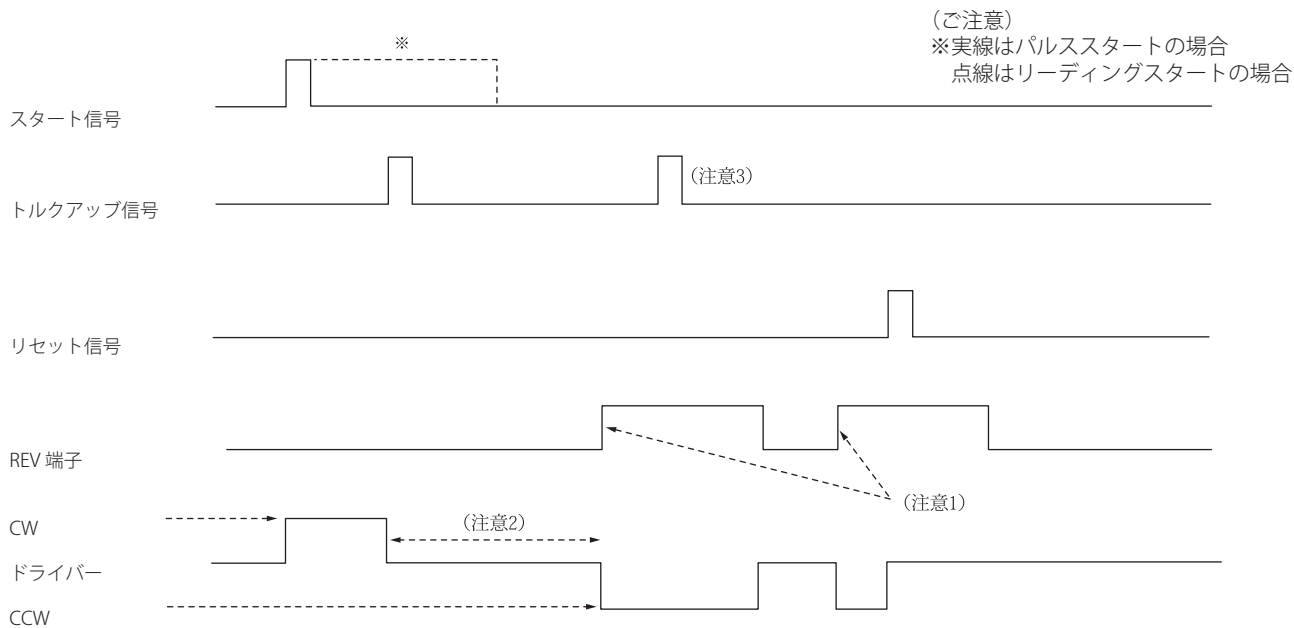 (ご注意)
※実線はパルススタートの場合
点線はリーディングスタートの場合
※
スタート信号
(注意3)
トルクアップ信号
リセット信号
REV 端子
(注意1)
CW
(注意2)
ドライバー
CCW